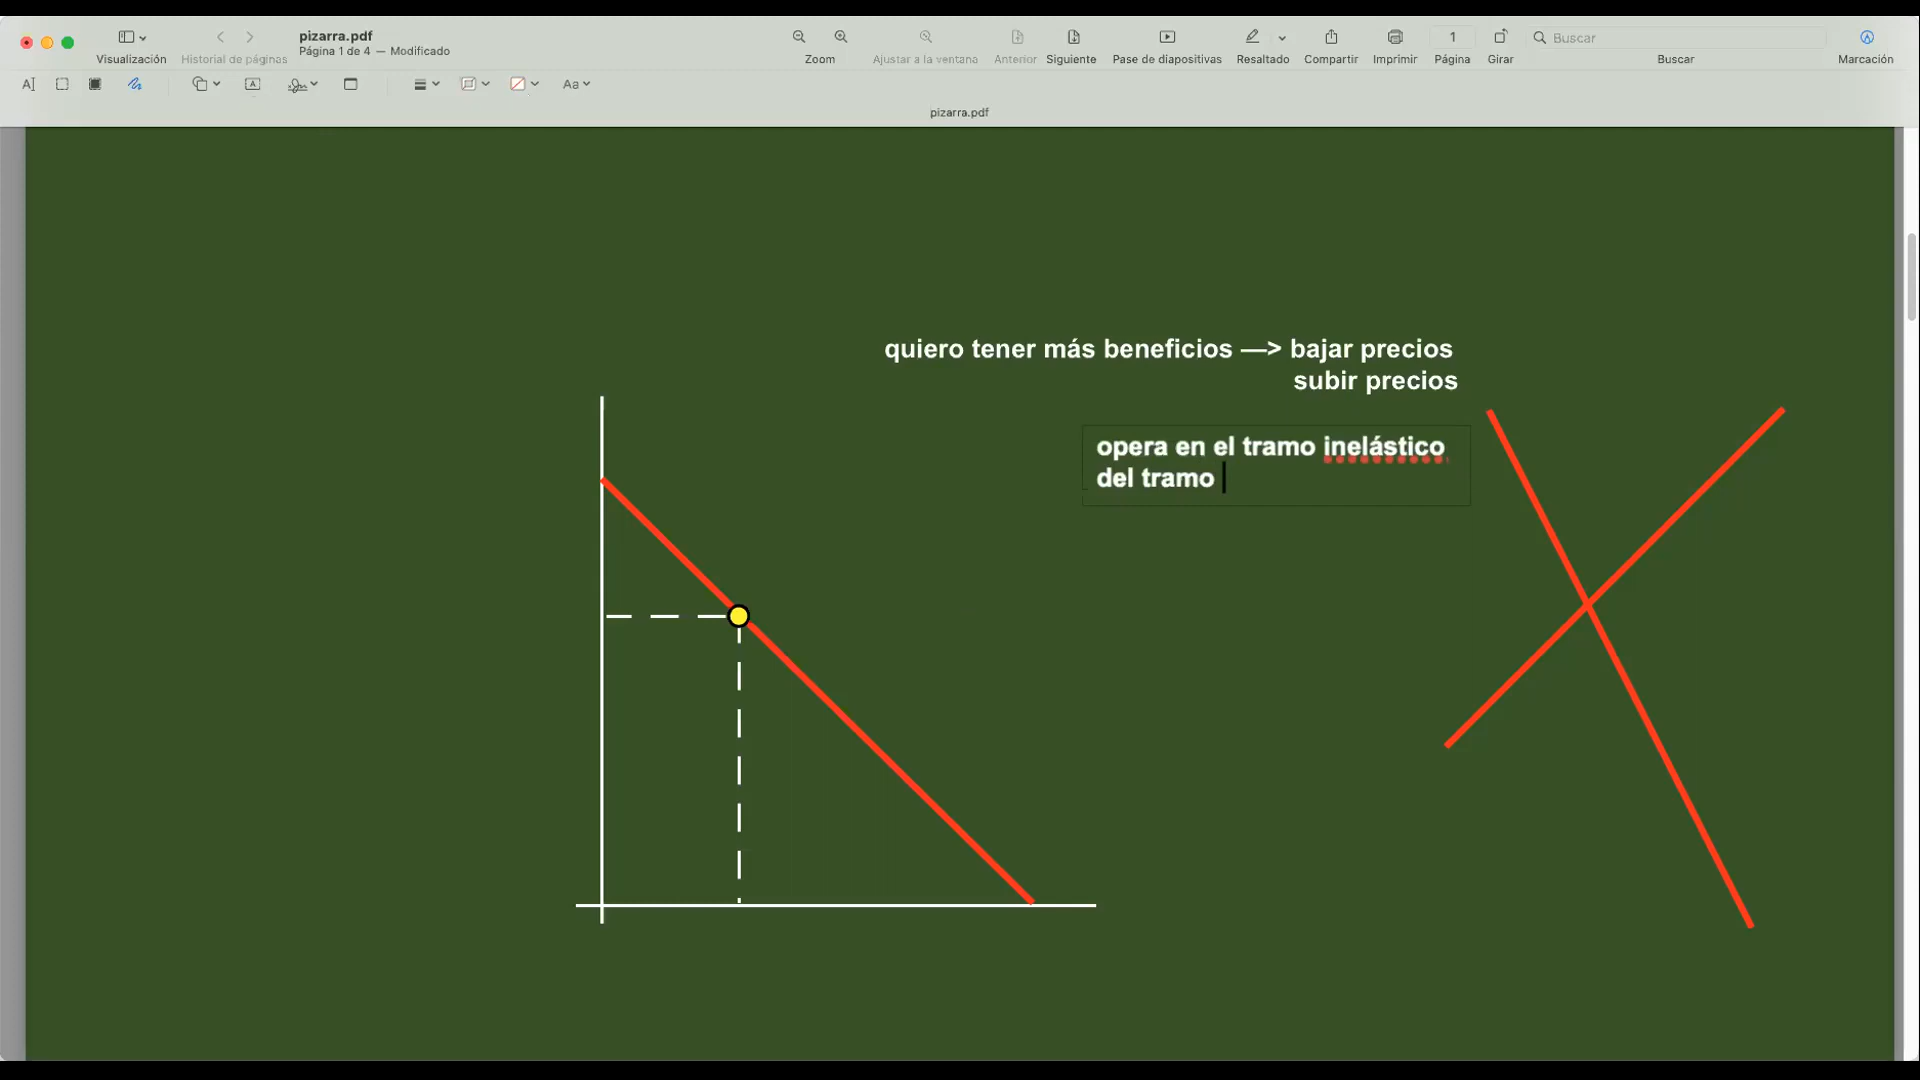 pizarra.pdf
Página 1 de 4 — Modificado
Visualización
Historial de páginas
Zoom
Ajustar a la ventana
Anterior
Siguiente
Pase de diapositivas
Resaltado
Compartir
Imprimir
1
Página
Girar
Buscar
Buscar
Marcación
A
A
Aa
pizarra.pdf
quiero tener más beneficios —> bajar precios
subir precios
opera en el tramo inelástico
del tramo